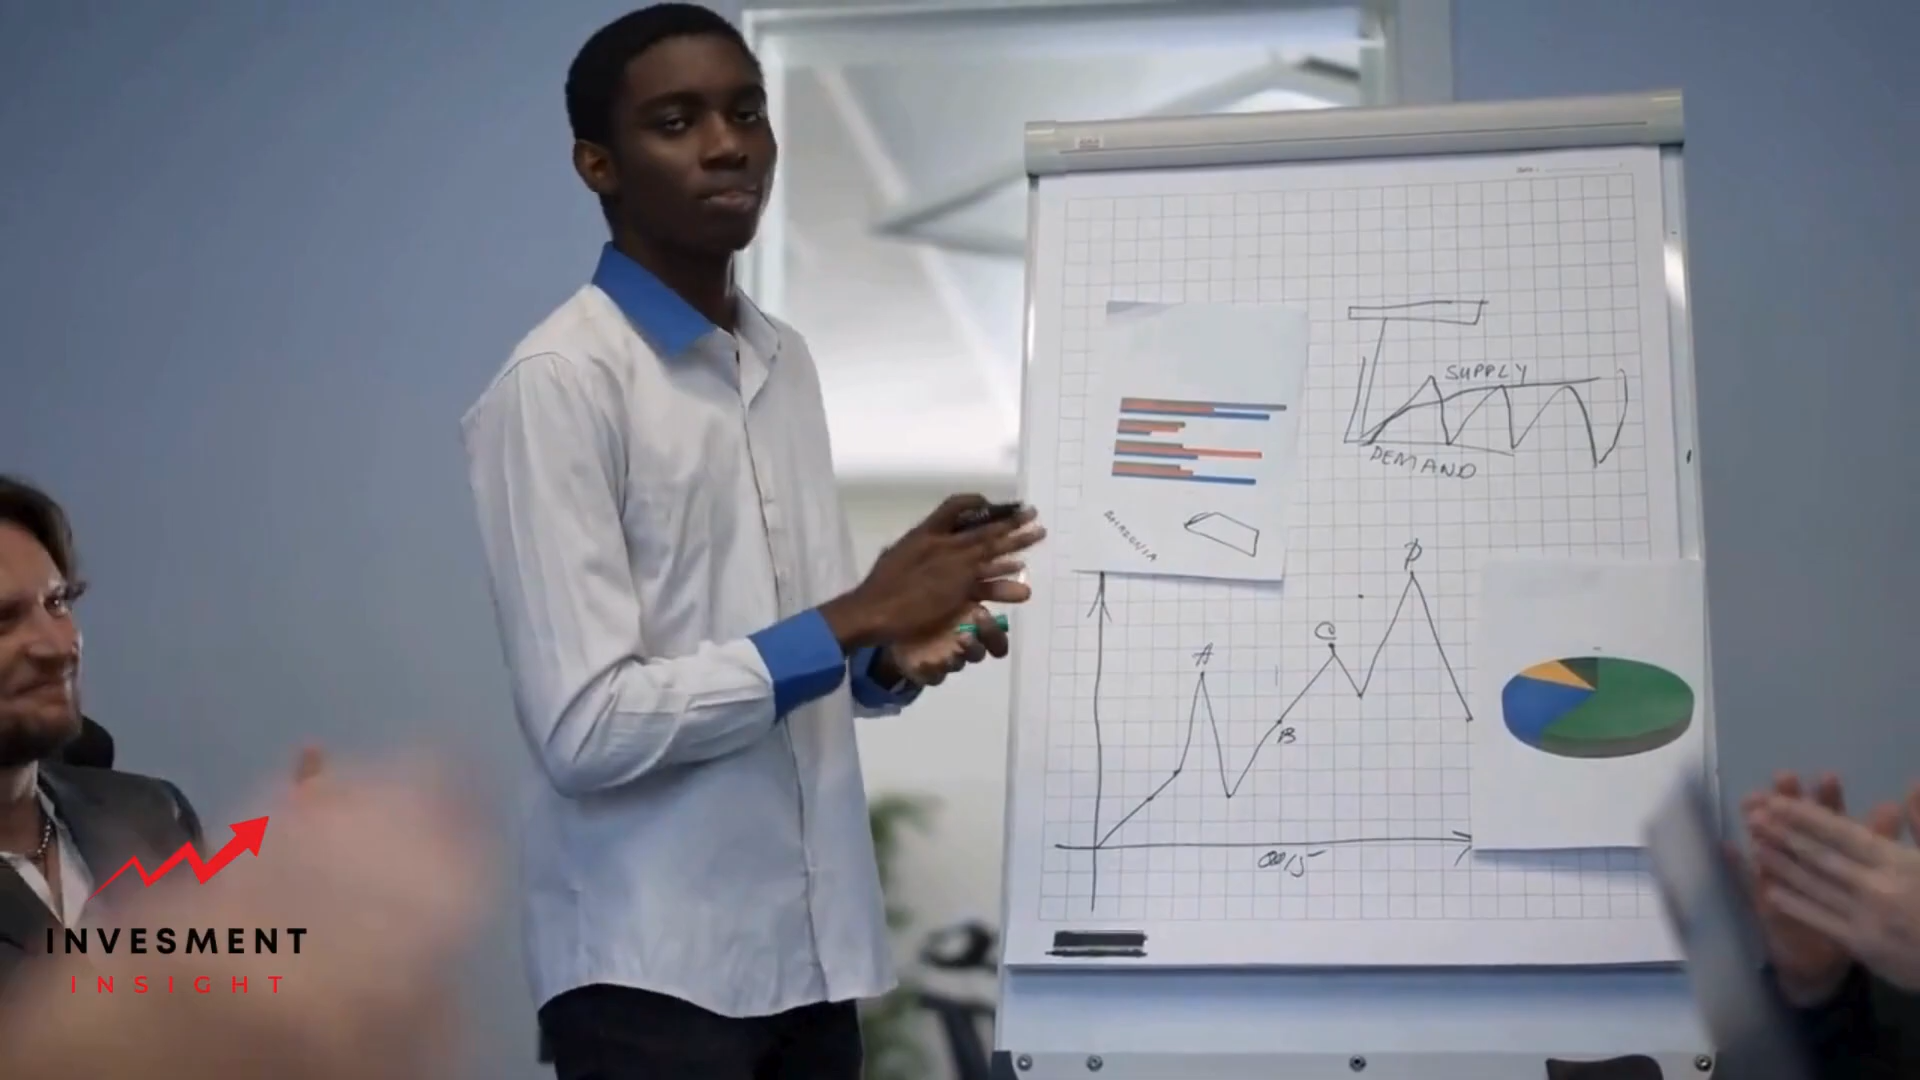 SUPPLY
DEMAND
A
B
C
D
INVESMENT
INSIGHT